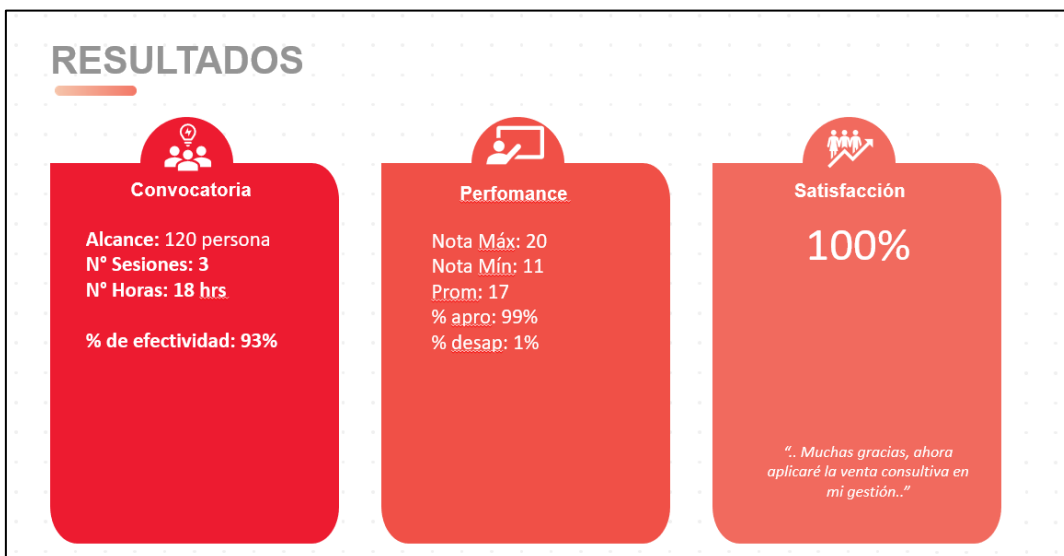 RESULTADOS
Convocatoria
Alcance: 120 persona
N° Sesiones: 3
N° Horas: 18 hrs
% de efectividad: 93%
Perfomance
Nota Máx: 20
Nota Mín: 11
Prom: 17
% apro: 99%
% desap: 1%
Satisfacción
100%
“.. Muchas gracias, ahora
aplicaré la venta consultiva en
mi gestión..”